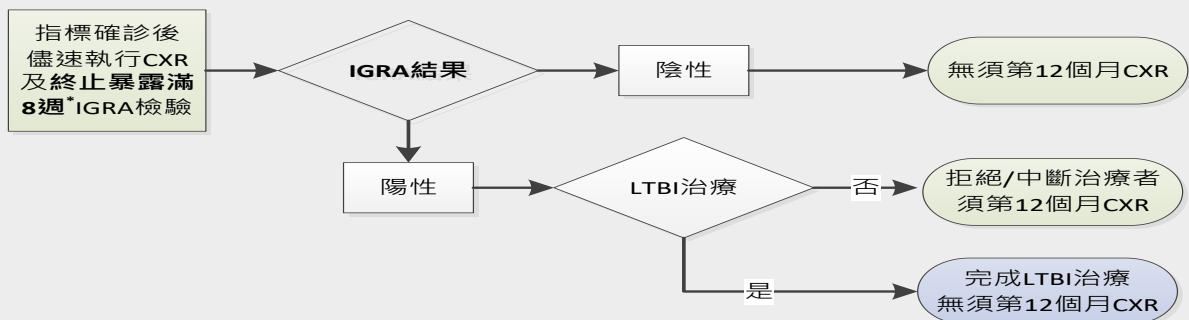 指標確診後
儘速執行CXR
及終止暴露滿
8週*IGRA檢驗
IGRA結果
陰性
無須第12個月CXR
陽性
LTBI治療
否
拒絕/中斷治療者
須第12個月CXR
是
完成LTBI治療
無須第12個月CXR